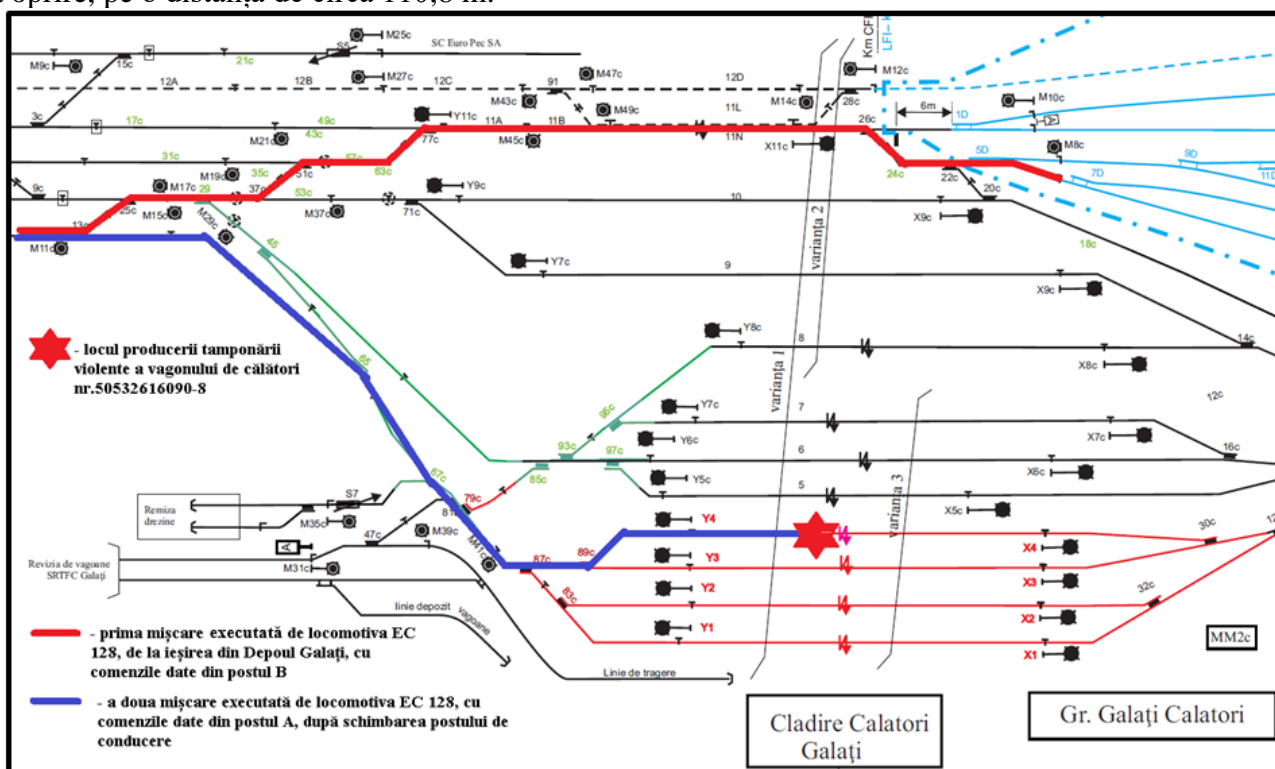 oprire, pe o distanță de circa 110,8 m.
M25c
SC Euro Pec SA
Km CFR
M9c
15c
S5
21c
M27c
M47c
M12c
12A
12B
12C
91
12D
M43c
M49c
M14c
28c
M10c
6m
1D
A
3c
17c
49c
43c
Y11c
11A
11B
11L
11N
26c
M21c
77c
M45c
X11c
M8c
31c
M19c
35c
51c
57c
63c
24c
5D
9D
7D
11D
22c
20c
9c
M17c
29
37c
53c
Y9c
25c
M15c
M29c
M37c
71c
10
X9c
13c
M11c
45
Y7c
9
varianța 2
18c
X9c
- locul producerii tamponării
violente a vagonului de călători
nr.50532616090-8
Y8c
8
14c
X8c
65
varianța 1
12c
Y7c
7
95c
X7c
Y6c
93c
97c
6
16c
X6c
85c
Y5c
5
varianța 3
X5c
67c
S7
Remiza
drezine
79c
81c
M35c
M39c
47c
M41c
A
Y4
30c
X4
Revizia de vagoane
SRTFC Galați
M31c
87c
89c
Y3
X3
83c
Y2
32c
X2
linie depozit
vagoane
Y1
X1
MM2c
- prima mișcare executată de locomotiva EC
128, de la ieșirea din Depoul Galați, cu
comenzile date din postul B
Linie de tragere
- a doua mișcare executată de locomotiva EC 128, cu
comenzile date din postul A, după schimbarea postului de
conducere
Cladire Calatori
Galați
Gr. Galați Calatori